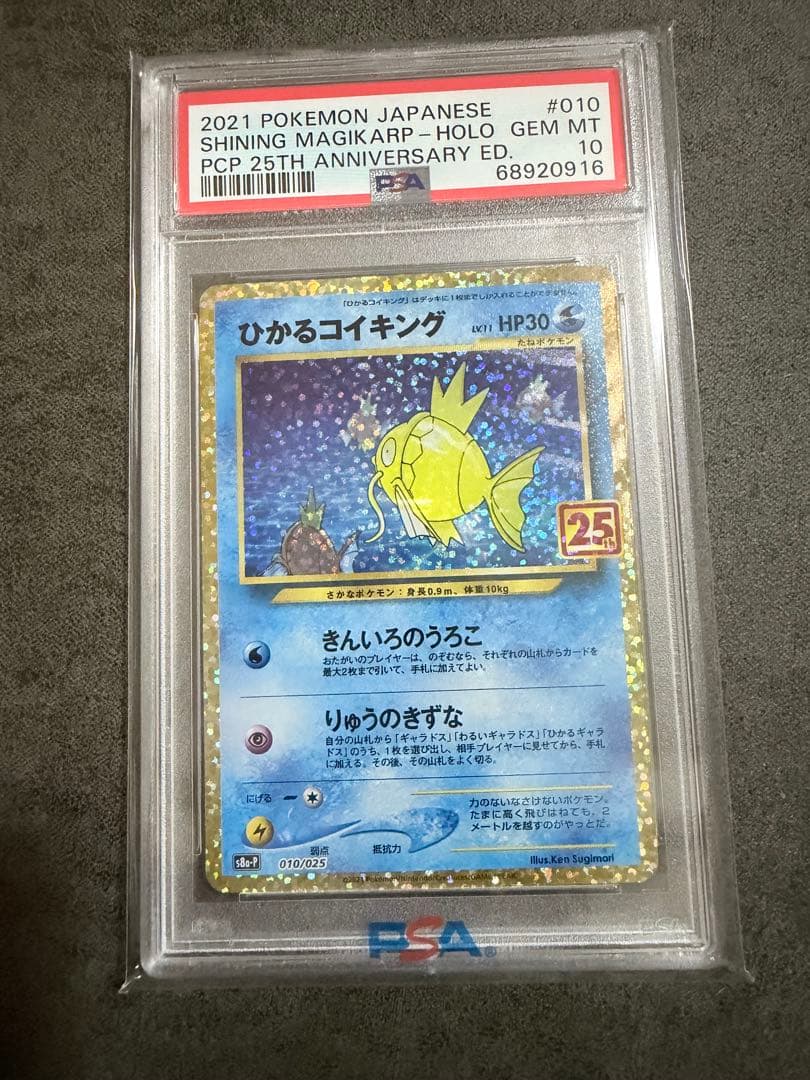 2021 POKEMON JAPANESE #010
SHINING MAGIKARP-HOLO GEM MT
PCP 25TH ANNIVERSARY ED. 10
68920916
PSA
「ひかるコイキング」はデッキに1枚までしか入れることができ
ひかるコイキング LV.11 HP30
たねポケモン
25th
さかなポケモン:身長0.9m、体重10kg
きんいろのうろこ
おたがいのプレイヤーは、のぞむなら、それぞれの山札からカードを
最大2枚まで引いて、手札に加えてよい。
りゅうのきずな
自分の山札から「ギャラドス」「わるいギャラドス」「ひかるギャラ
ドス」のうち、1枚を選び出し、相手プレイヤーに見せてから、手札
に加える。その後、その山札をよく切る。
にげる
力のないなさけないポケモン。
たまに高く飛びはねても、2
メートルを越すのがやっとだ。
弱点 抵抗力
s8a-P 010/025
Illus.Ken Sugimori
©2021 Pokémon/Nintendo/Creatures/GAME FREAK
PSA®